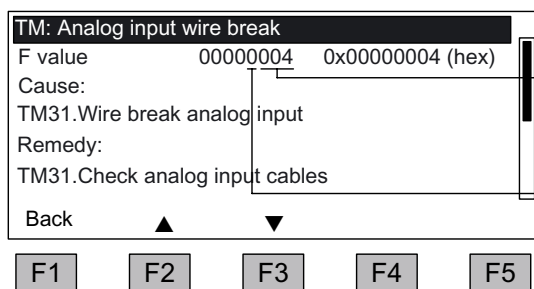 TM: Analog input wire break
F value 00000004 0x00000004 (hex)
Cause:
TM31.Wire break analog input
Remedy:
TM31.Check analog input cables
Back ▲ ▼
F1 F2 F3 F4 F5